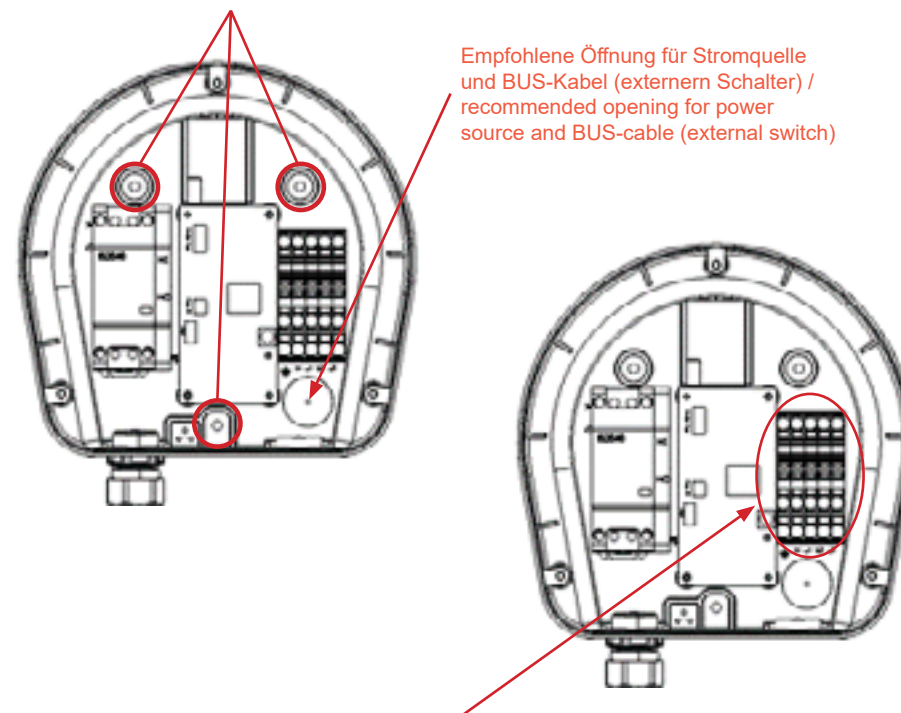 Empfohlene Öffnung für Stromquelle
und BUS-Kabel (externern Schalter) /
recommended opening for power
source and BUS-cable (external switch)